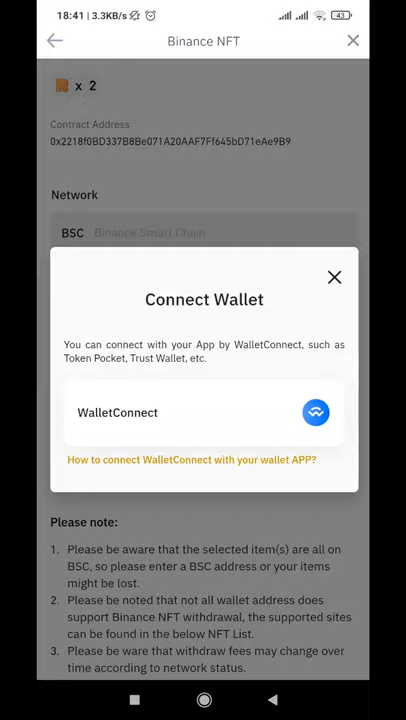 18:41 | 3.3KB/s
43
Binance NFT
R x 2
Contract Address
0x2218f0BD337B8Be071A20AAF7Ff645bD71eAe9B9
Network
BSC Binance Smart Chain
Connect Wallet
You can connect with your App by WalletConnect, such as
Token Pocket, Trust Wallet, etc.
WalletConnect
How to connect WalletConnect with your wallet APP?
Please note:
1. Please be aware that the selected item(s) are all on
BSC, so please enter a BSC address or your items
might be lost.
2. Please be noted that not all wallet address does
support Binance NFT withdrawal, the supported sites
can be found in the below NFT List.
3. Please be ware that withdraw fees may change over
time according to network status.